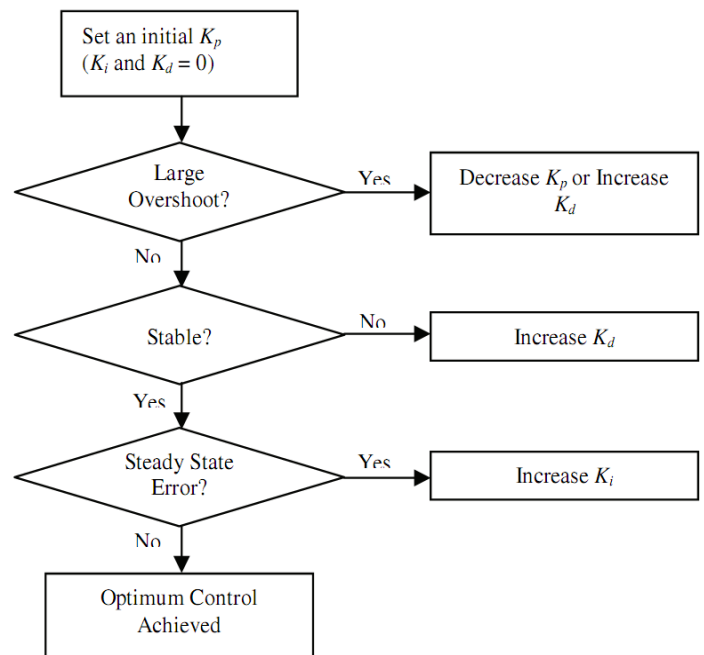 Set an initial Kp
(Ki and Kd = 0)
Large
Overshoot?
Yes
Decrease Kp or Increase
Kd
No
Stable?
No
Increase Kd
Yes
Steady State
Error?
Yes
Increase Ki
No
Optimum Control
Achieved